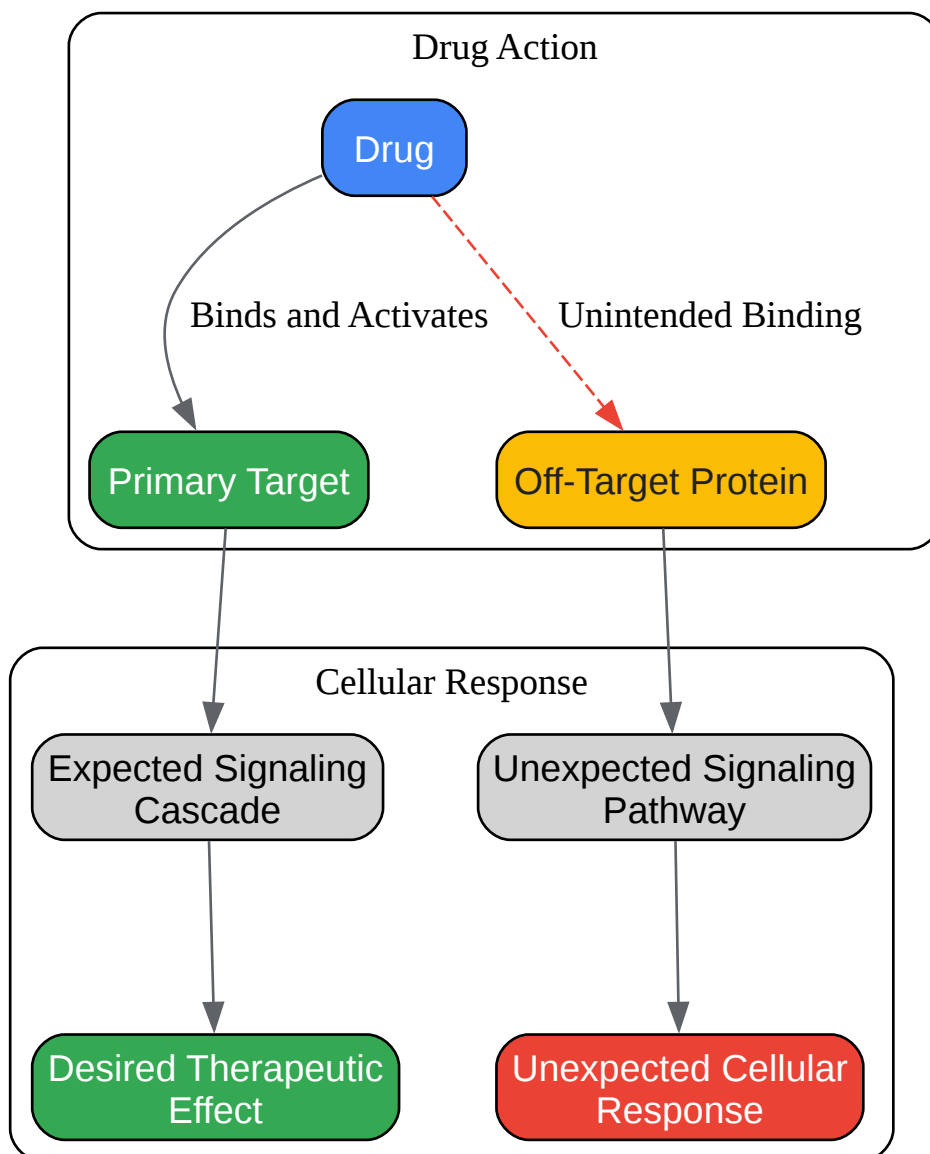 Drug Action
Drug
Binds and Activates
Unintended Binding
Primary Target
Off-Target Protein
Cellular Response
Expected Signaling
Cascade
Unexpected Signaling
Pathway
Desired Therapeutic
Effect
Unexpected Cellular
Response